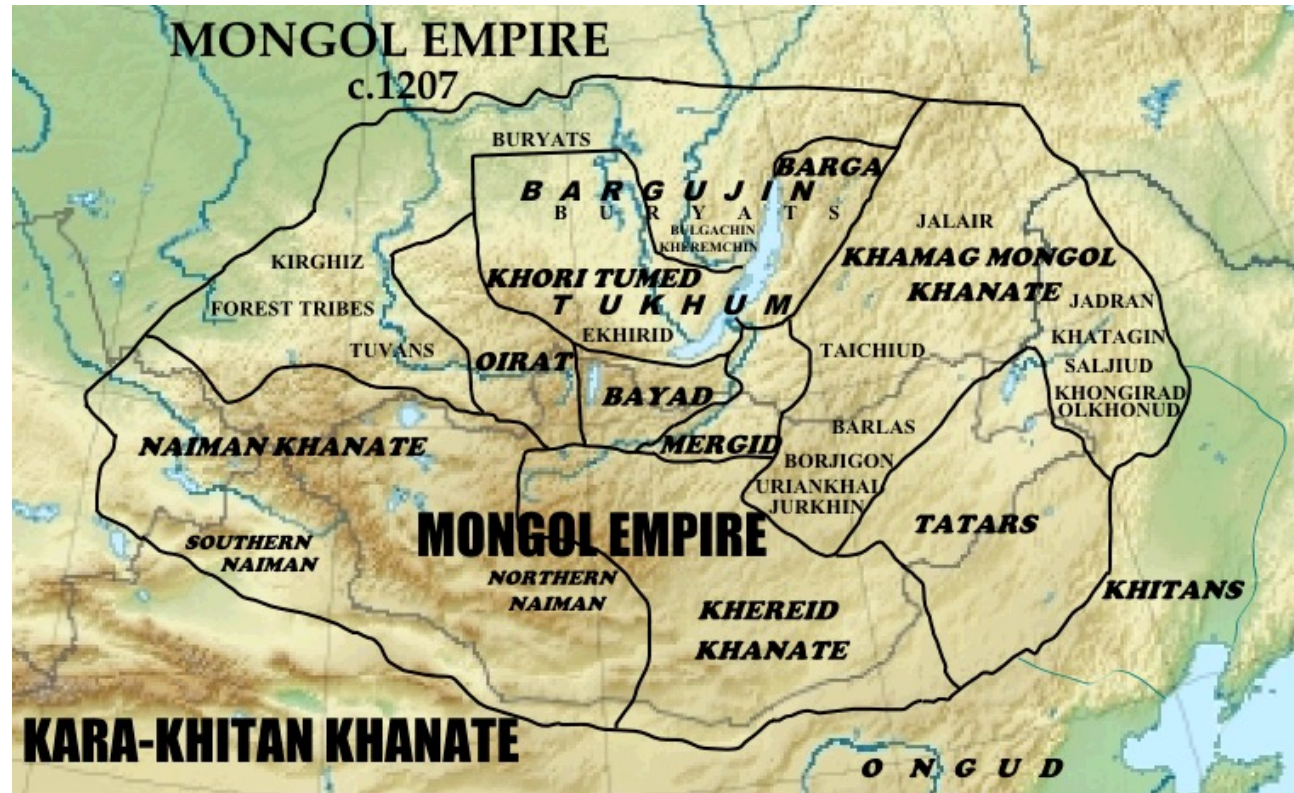 MONGOL EMPIRE
c.1207
BURYATS
BARGA
BARGUJIN
BURYATS
BULGACHIN
KHEREMCHIN
JALAIR
KIRGHIZ
KHAMAG MONGOL
KHANATE
KHORI TUMED
TUKHUM
JADRAN
FOREST TRIBES
EKHIRID
KHATAGIN
TUVANS
OIRAT
TAICHIUD
SALJIUD
BAYAD
KHONGIRAD
OLKHONUD
NAIMAN KHANATE
MERGID
BARLAS
BORJIGON
URIANKHAI
JURKHIN
MONGOL EMPIRE
TATARS
SOUTHERN
NAIMAN
NORTHERN
NAIMAN
KHITANS
KHEREID
KHANATE
KARA-KHITAN KHANATE
ONGUD